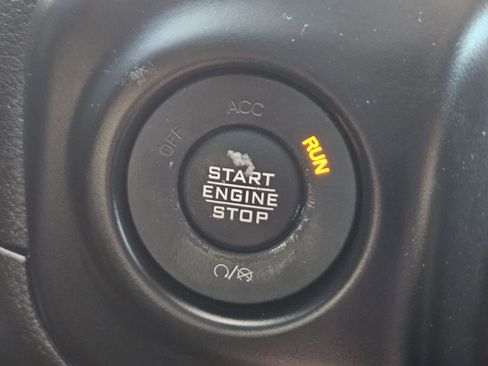 ACC
OFF
RUN
START
ENGINE
STOP